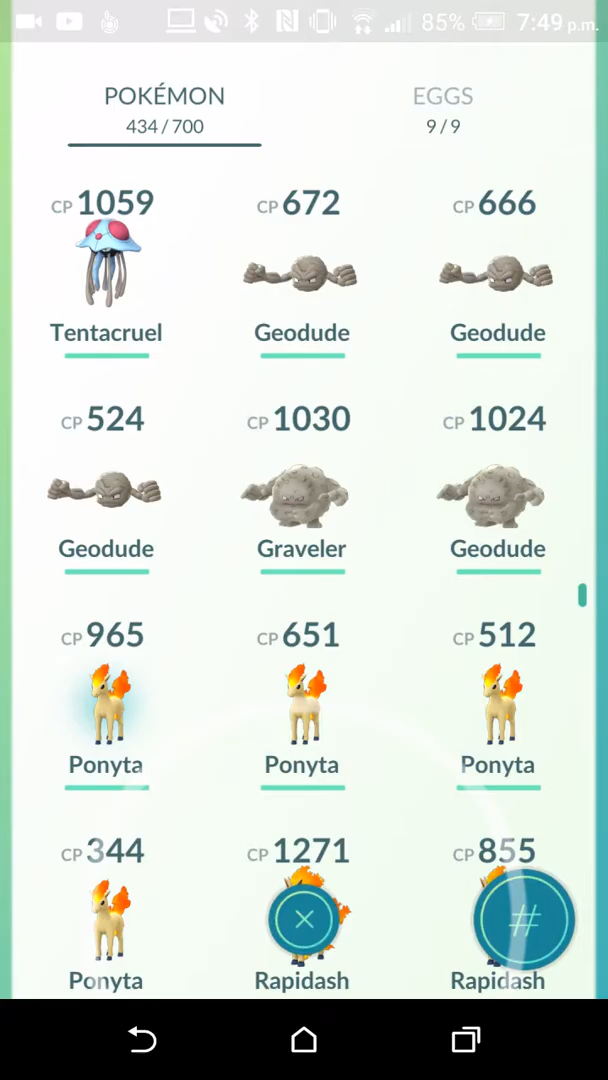 85% 7:49 p.m.
POKÉMON EGGS
434 / 700 9 / 9
CP 1059 CP 672 CP 666
Tentacruel Geodude Geodude
CP 524 CP 1030 CP 1024
Geodude Graveler Geodude
CP 965 CP 651 CP 512
Ponyta Ponyta Ponyta
CP 344 CP 1271 CP 855
#
Ponyta Rapidash Rapidash